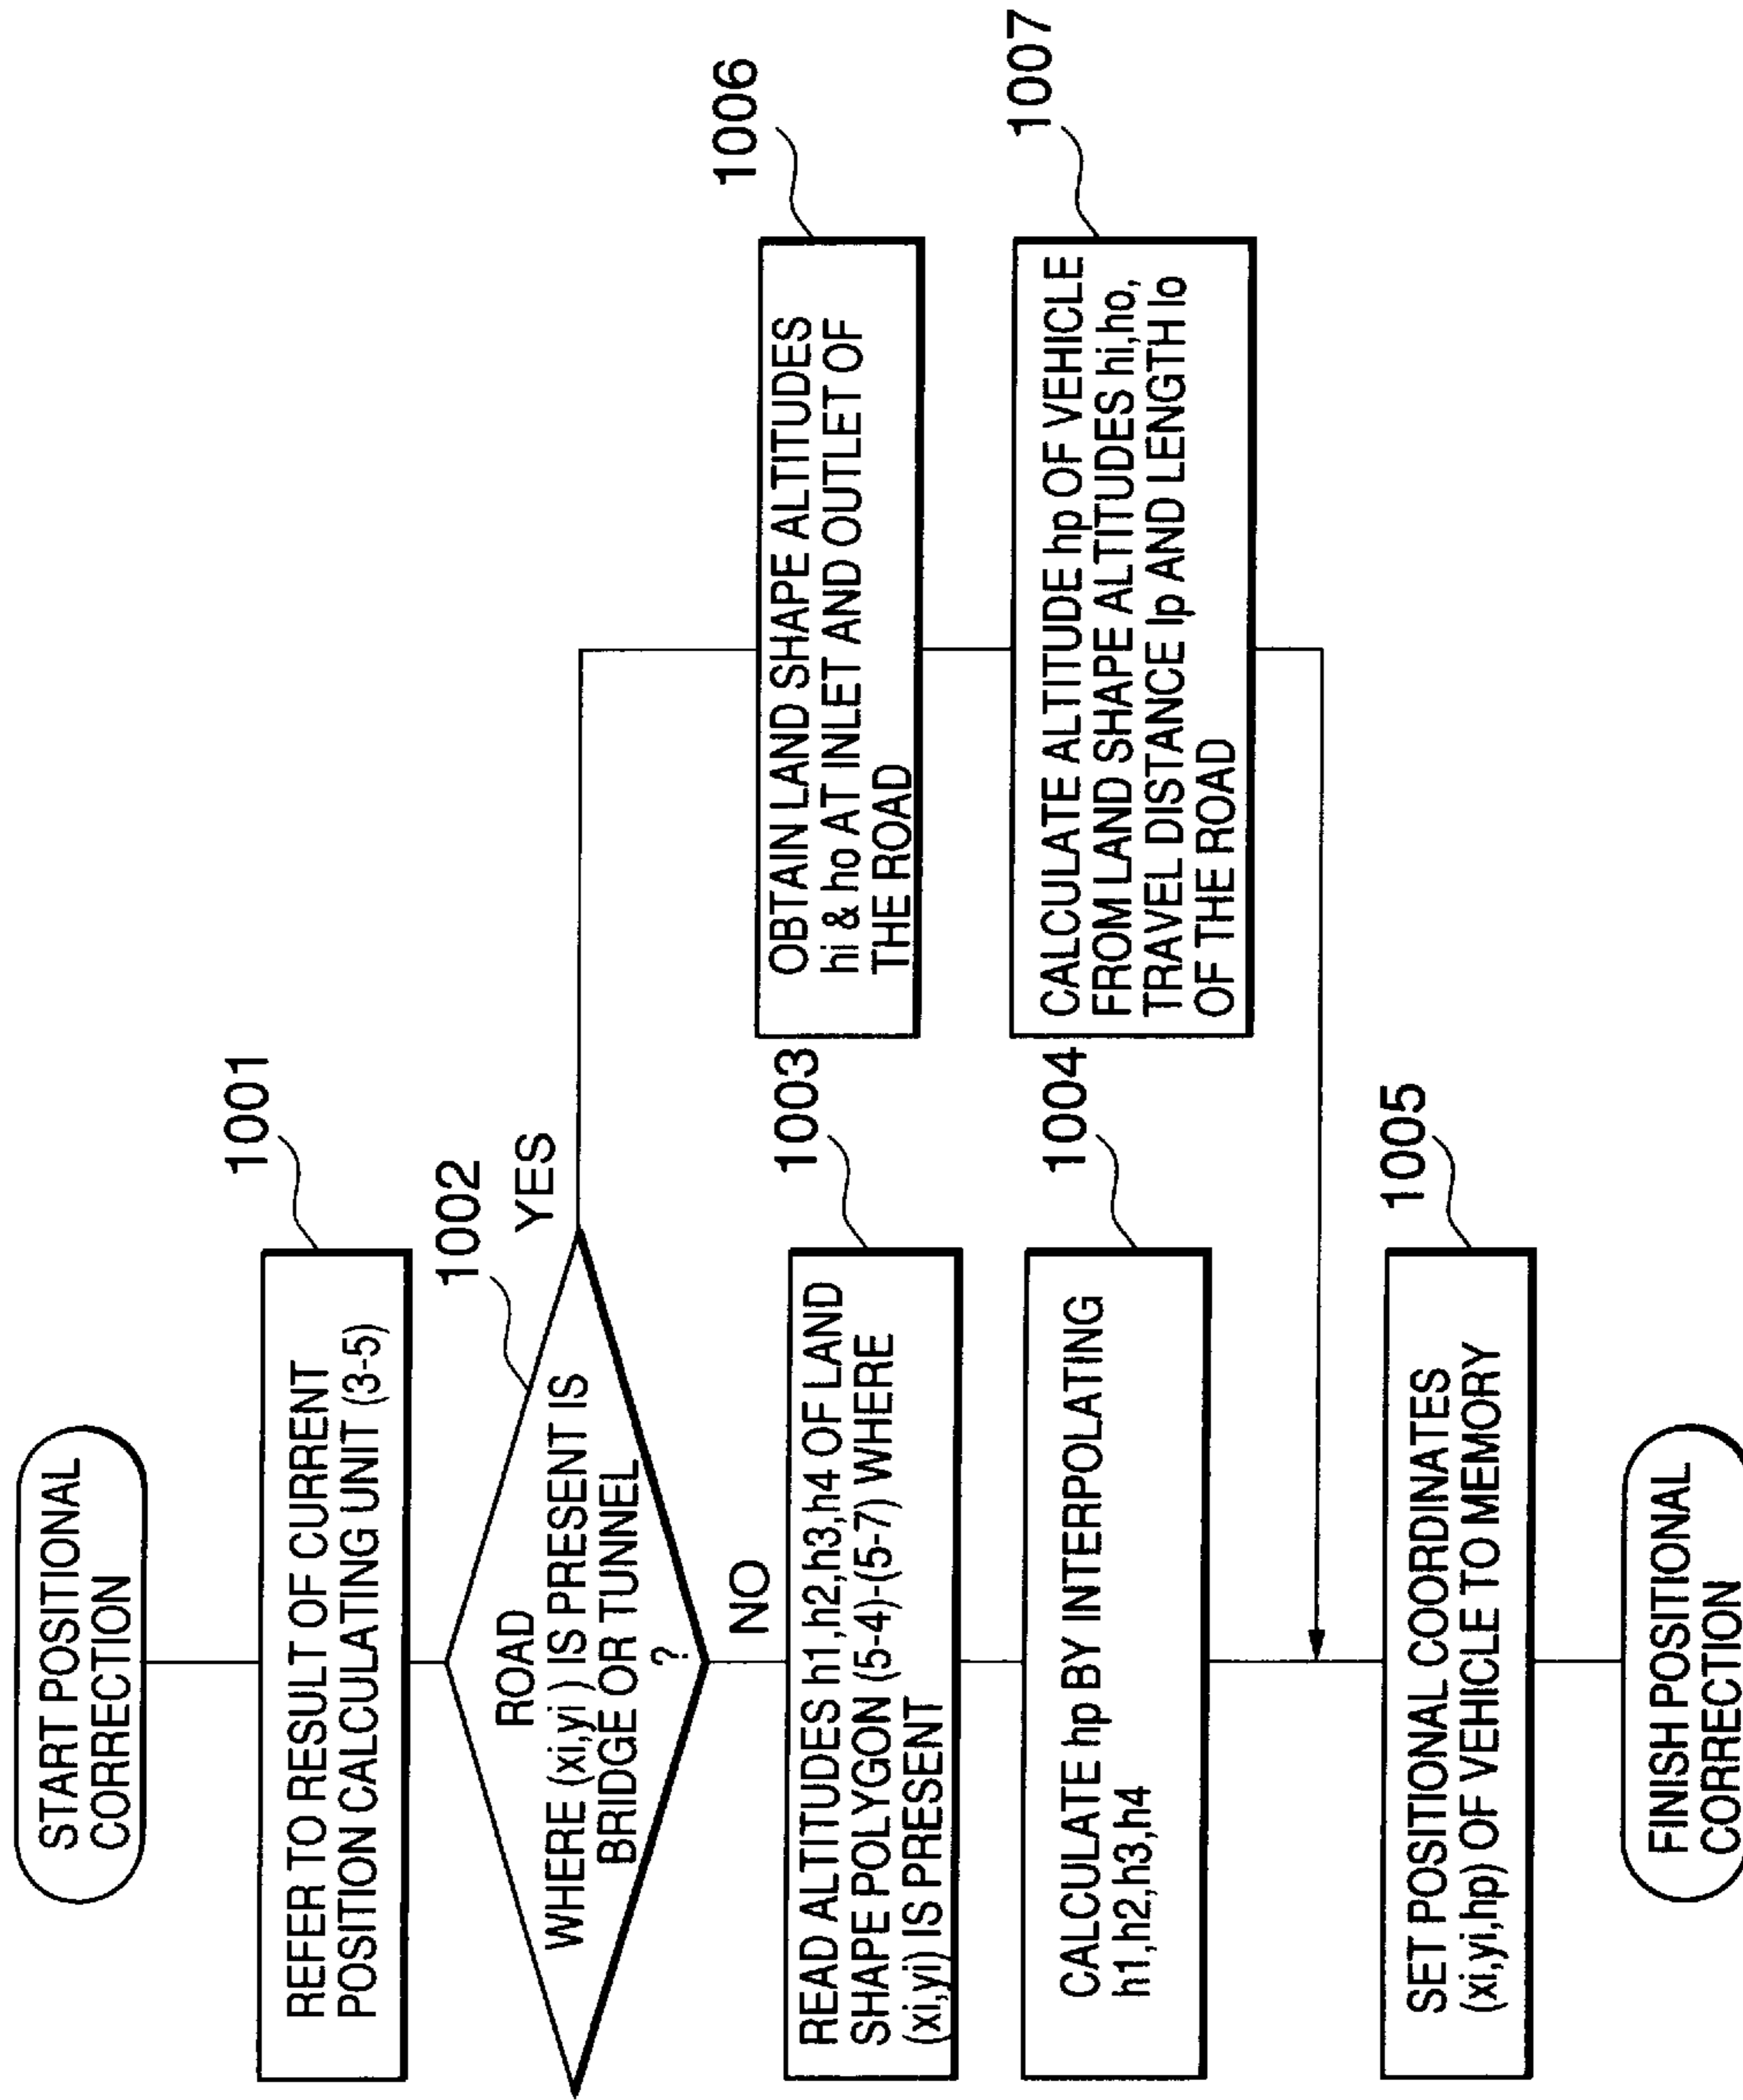 START POSITIONAL
CORRECTION
1001
REFER TO RESULT OF CURRENT
POSITION CALCULATING UNIT (3-5)
1002
ROAD
WHERE (xi,yi) IS PRESENT IS
BRIDGE OR TUNNEL
?
YES
NO
1003
READ ALTITUDES h1,h2,h3,h4 OF LAND
SHAPE POLYGON (5-4)-(5-7) WHERE
(xi,yi) IS PRESENT
1004
CALCULATE hp BY INTERPOLATING
h1,h2,h3,h4
1006
OBTAIN LAND SHAPE ALTITUDES
hi & ho AT INLET AND OUTLET OF
THE ROAD
1007
CALCULATE ALTITUDE hp OF VEHICLE
FROM LAND SHAPE ALTITUDES hi,ho,
TRAVEL DISTANCE lp AND LENGTH lo
OF THE ROAD
1005
SET POSITIONAL COORDINATES
(xi,yi,hp) OF VEHICLE TO MEMORY
FINISH POSITIONAL
CORRECTION